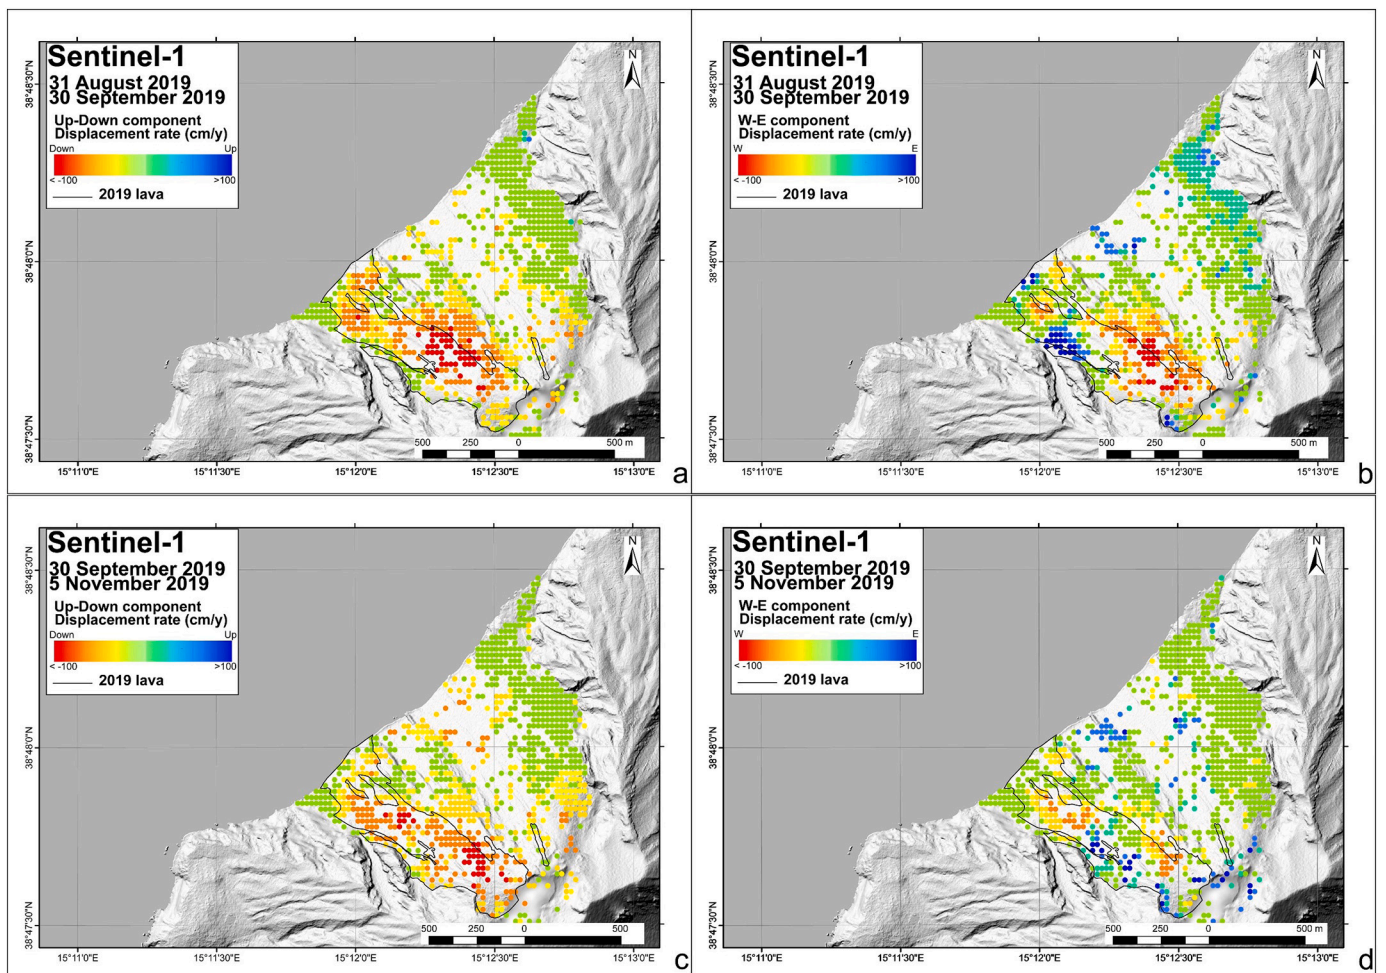 Sentinel-1
31 August 2019
30 September 2019
Up-Down component
Displacement rate (cm/y)
Down Up
< -100 >100
2019 lava
N
38°48'30"N
38°48'0"N
38°47'30"N
500 250 0 500 m
15°11'0"E 15°11'30"E 15°12'0"E 15°12'30"E 15°13'0"E
a
Sentinel-1
31 August 2019
30 September 2019
W-E component
Displacement rate (cm/y)
W E
< -100 >100
2019 lava
N
38°48'30"N
38°48'0"N
38°47'30"N
500 250 0 500 m
15°11'0"E 15°11'30"E 15°12'0"E 15°12'30"E 15°13'0"E
b
Sentinel-1
30 September 2019
5 November 2019
Up-Down component
Displacement rate (cm/y)
Down Up
< -100 >100
2019 lava
N
38°48'30"N
38°48'0"N
38°47'30"N
500 250 0 500
15°11'0"E 15°11'30"E 15°12'0"E 15°12'30"E 15°13'0"E
c
Sentinel-1
30 September 2019
5 November 2019
W-E component
Displacement rate (cm/y)
W E
< -100 >100
2019 lava
N
38°48'30"N
38°48'0"N
38°47'30"N
500 250 0 500 m
15°11'0"E 15°11'30"E 15°12'0"E 15°12'30"E 15°13'0"E
d